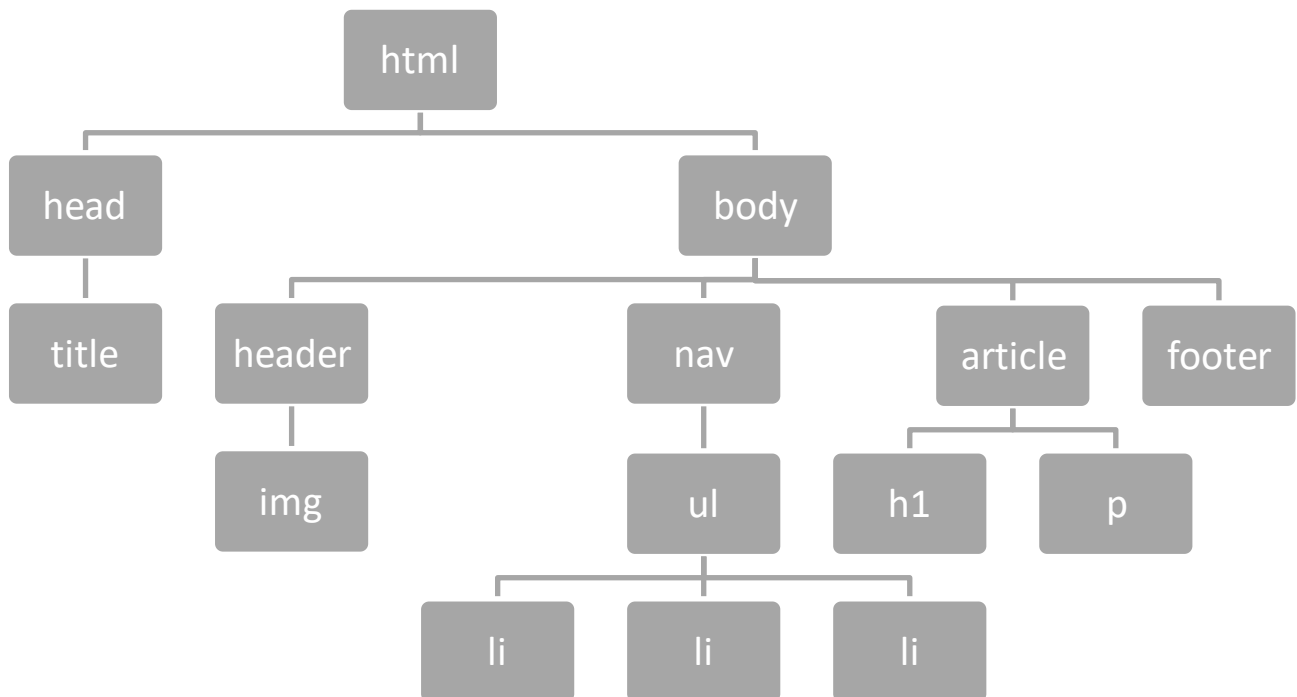 html
head
body
title
header
nav
article
footer
img
ul
h1
p
li
li
li